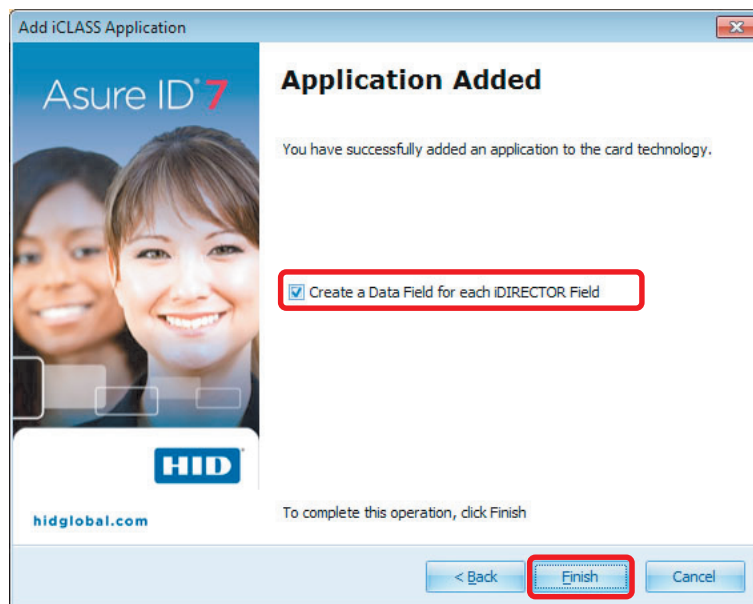 Add iCLASS Application
Asure ID® 7
Application Added
You have successfully added an application to the card technology.
Create a Data Field for each iDIRECTOR Field
HID
hidglobal.com
To complete this operation, click Finish
< Back
Finish
Cancel